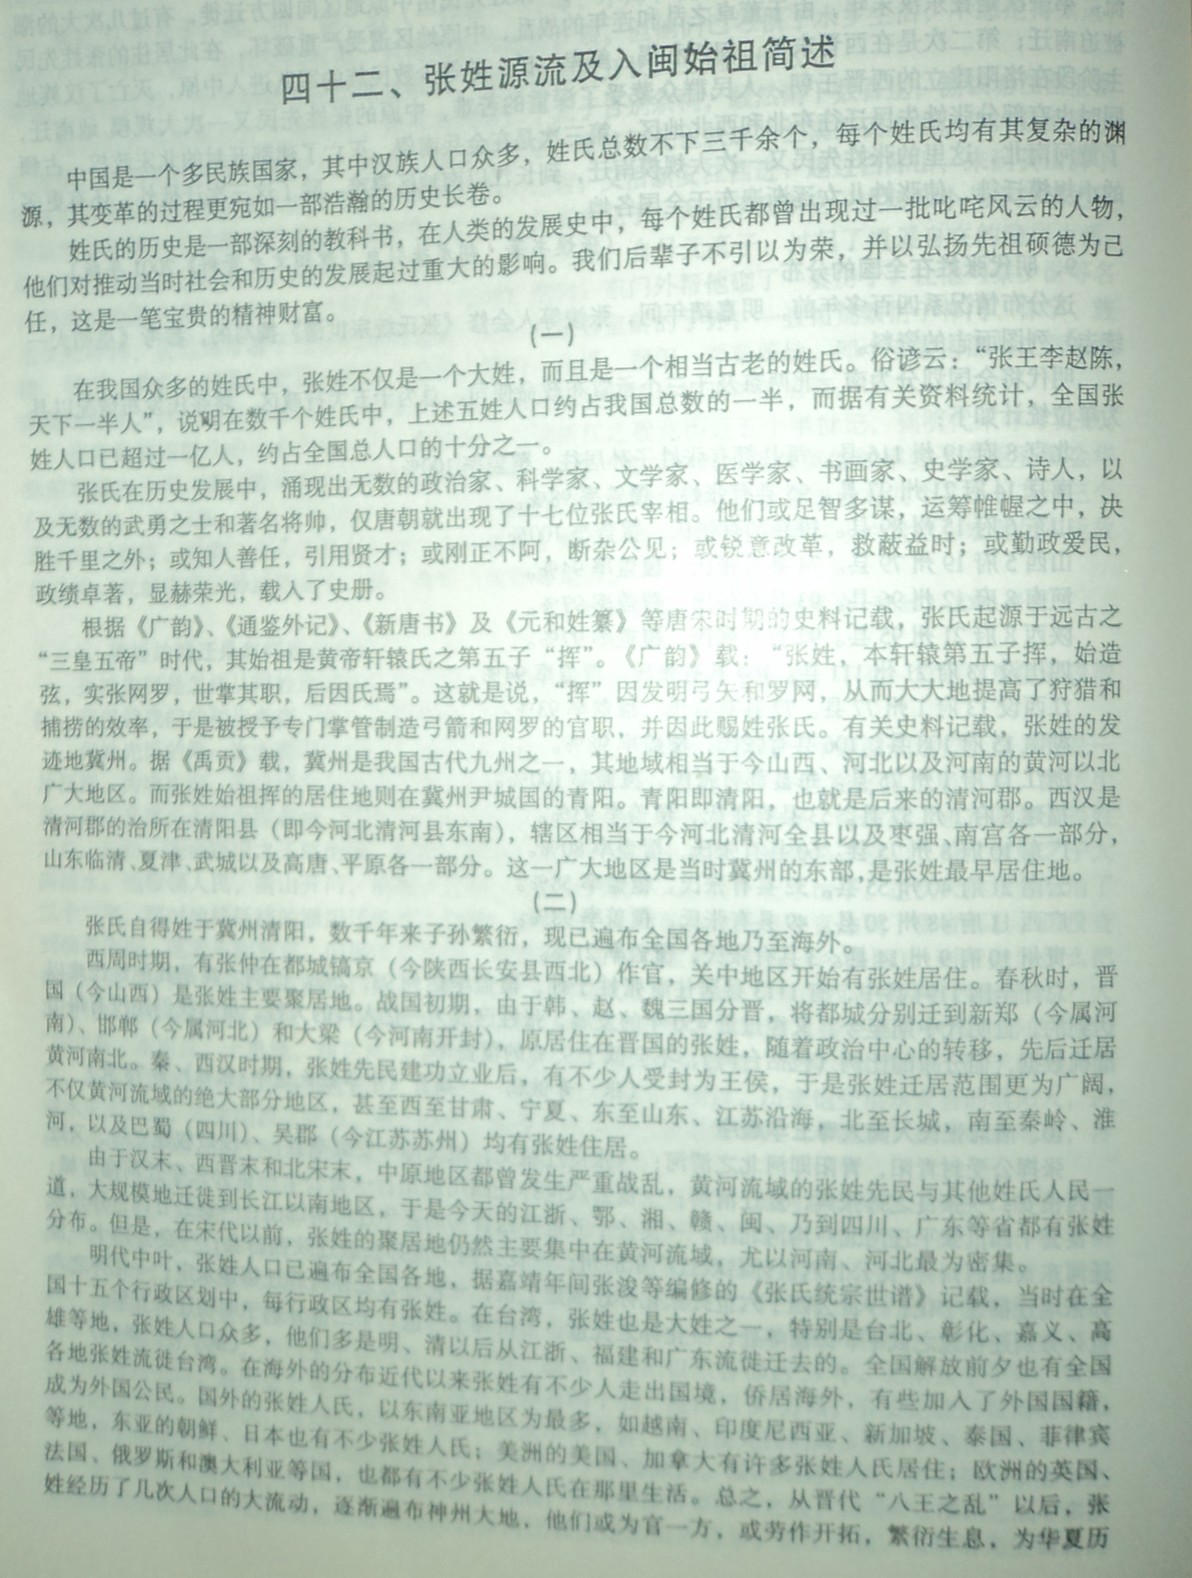 四十二、张姓源流及入闽始祖简述
中国是一个多民族国家，其中汉族人口众多，姓氏总数不下三千余个，每个姓氏均有其复杂的渊
源，其变革的过程更宛如一部浩瀚的历史长卷。
姓氏的历史是一部深刻的教科书，在人类的发展史中，每个姓氏都曾出现过一批叱咤风云的人物，
他们对推动当时社会和历史的发展起过重大的影响。我们后辈子不引以为荣，并以弘扬先祖硕德为己
任，这是一笔宝贵的精神财富。
（一）
在我国众多的姓氏中，张姓不仅是一个大姓，而且是一个相当古老的姓氏。俗谚云：“张王李赵陈，
天下一半人”，说明在数千个姓氏中，上述五姓人口约占我国总数的一半，而据有关资料统计，全国张
姓人口已超过一亿人，约占全国总人口的十分之一。
张氏在历史发展中，涌现出无数的政治家、科学家、文学家、医学家、书画家、史学家、诗人，以
及无数的武勇之士和著名将帅，仅唐朝就出现了十七位张氏宰相。他们或足智多谋，运筹帷幄之中，决
胜千里之外；或知人善任，引用贤才；或刚正不阿，断杂公见；或锐意改革，救蔽益时；或勤政爱民，
政绩卓著，显赫荣光，载入了史册。
根据《广韵》、《通鉴外记》、《新唐书》及《元和姓纂》等唐宋时期的史料记载，张氏起源于远古之
“三皇五帝”时代，其始祖是黄帝轩辕氏之第五子“挥”。《广韵》载：“张姓，本轩辕第五子挥，始造
弦，实张网罗，世掌其职，后因氏焉”。这就是说，“挥”因发明弓矢和罗网，从而大大地提高了狩猎和
捕捞的效率，于是被授予专门掌管制造弓箭和网罗的官职，并因此赐姓张氏。有关史料记载，张姓的发
迹地冀州。据《禹贡》载，冀州是我国古代九州之一，其地域相当于今山西、河北以及河南的黄河以北
广大地区。而张姓始祖挥的居住地则在冀州尹城国的青阳。青阳即清阳，也就是后来的清河郡。西汉是
清河郡的治所在清阳县（即今河北清河县东南），辖区相当于今河北清河全县以及枣强、南宫各一部分，
山东临清、夏津、武城以及高唐、平原各一部分。这一广大地区是当时冀州的东部，是张姓最早居住地。
（二）
张氏自得姓于冀州清阳，数千年来子孙繁衍，现已遍布全国各地乃至海外。
西周时期，有张仲在都城镐京（今陕西长安县西北）作官，关中地区开始有张姓居住。春秋时，晋
国（今山西）是张姓主要聚居地。战国初期，由于韩、赵、魏三国分晋，将都城分别迁到新郑（今属河
南）、邯郸（今属河北）和大梁（今河南开封），原居住在晋国的张姓，随着政治中心的转移，先后迁居
黄河南北。秦、西汉时期，张姓先民建功立业后，有不少人受封为王侯，于是张姓迁居范围更为广阔，
不仅黄河流域的绝大部分地区，甚至西至甘肃、宁夏、东至山东、江苏沿海，北至长城，南至秦岭、淮
河，以及巴蜀（四川）、吴郡（今江苏苏州）均有张姓住居。
由于汉末、西晋末和北宋末，中原地区都曾发生严重战乱，黄河流域的张姓先民与其他姓氏人民一
道，大规模地迁徙到长江以南地区，于是今天的江浙、鄂、湘、赣、闽、乃到四川、广东等省都有张姓
分布。但是，在宋代以前，张姓的聚居地仍然主要集中在黄河流域，尤以河南、河北最为密集。
明代中叶，张姓人口已遍布全国各地，据嘉靖年间张浚等编修的《张氏统宗世谱》记载，当时在全
国十五个行政区划中，每行政区均有张姓。在台湾，张姓也是大姓之一，特别是台北、彰化、嘉义、高
雄等地，张姓人口众多，他们多是明、清以后从江浙、福建和广东流徙迁去的。全国解放前夕也有全国
各地张姓流徙台湾。在海外的分布近代以来张姓有不少人走出国境，侨居海外，有些加入了外国国籍，
成为外国公民。国外的张姓人氏，以东南亚地区为最多，如越南、印度尼西亚、新加坡、泰国、菲律宾
等地，东亚的朝鲜、日本也有不少张姓人氏；美洲的美国、加拿大有许多张姓人氏居住；欧洲的英国、
法国、俄罗斯和澳大利亚等国，也都有不少张姓人氏在那里生活。总之，从晋代“八王之乱”以后，张
姓经历了几次人口的大流动，逐渐遍布神州大地，他们或为官一方，或劳作开拓，繁衍生息，为华夏历